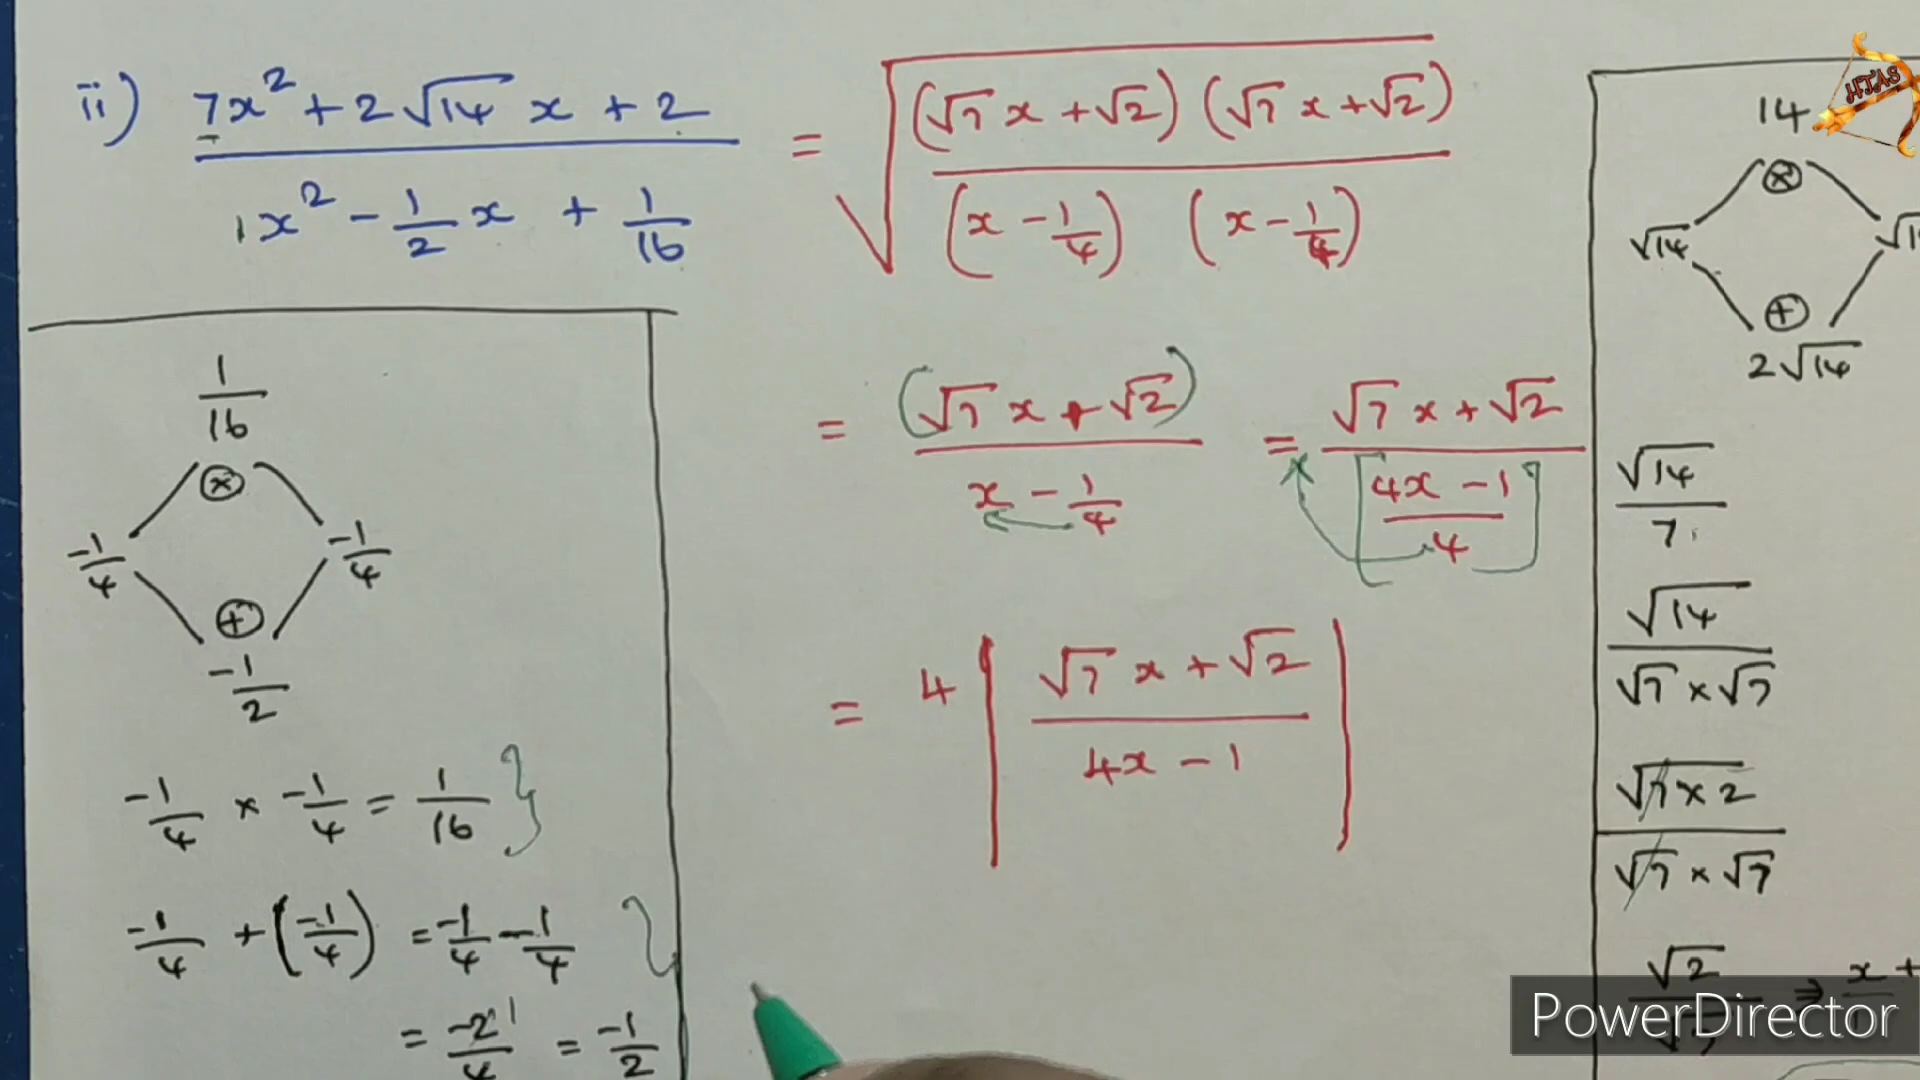 ii) 7x² + 2√14 x + 2 / 1x² - 1/2 x + 1/16 = √((√7 x + √2) (√7 x + √2) / (x - 1/4) (x - 1/4))
= (√7 x + √2) / x - 1/4 = √7 x + √2 / [4x - 1 / 4]
= 4 | √7 x + √2 / 4x - 1 |
1/16
⊗
-1/4 -1/4
⊕
-1/2
-1/4 × -1/4 = 1/16
-1/4 + (-1/4) = -1/4 - 1/4
= -2/4 = -1/2
14
⊗
√14
⊕
2√14
√14 / 7
√14 / √7 × √7
√7 × 2 / √7 × √7
√2 ⇒ x +
HTAS
PowerDirector